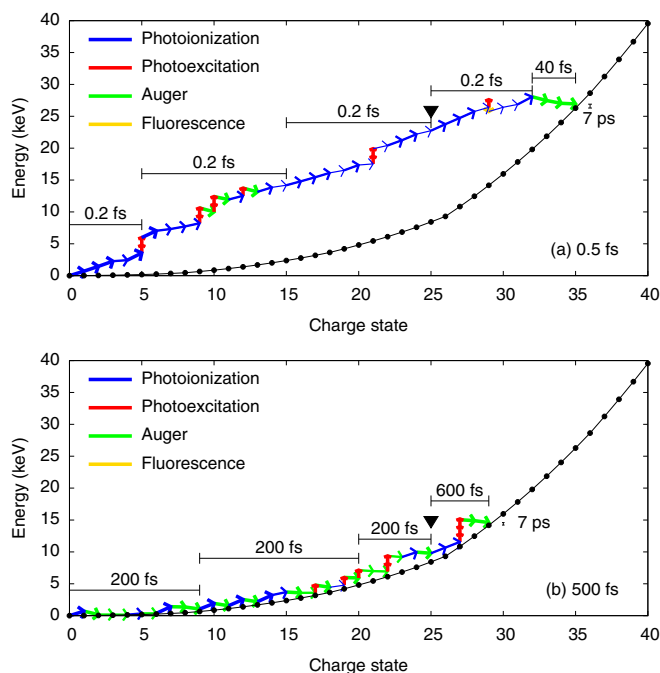 40
35
30
25
20
15
10
5
0
Energy (keV)
Photoionization
Photoexcitation
Auger
Fluorescence
0.2 fs
0.2 fs
0.2 fs
0.2 fs
40 fs
7 ps
(a) 0.5 fs
0 5 10 15 20 25 30 35 40
Charge state
40
35
30
25
20
15
10
5
0
Energy (keV)
Photoionization
Photoexcitation
Auger
Fluorescence
200 fs
200 fs
200 fs
600 fs
7 ps
(b) 500 fs
0 5 10 15 20 25 30 35 40
Charge state